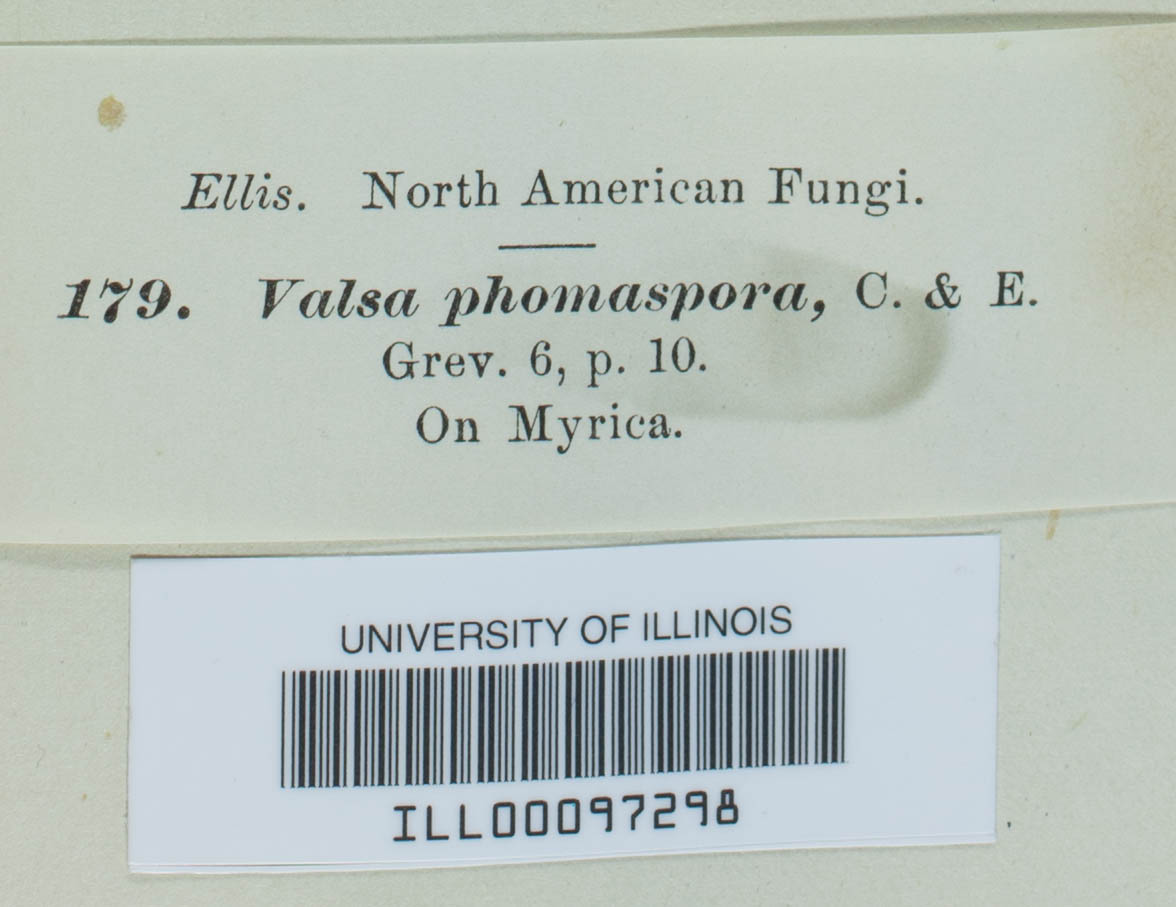 Ellis. North American Fungi.
179. Valsa phomaspora, C. & E.
Grev. 6, p. 10.
On Myrica.
UNIVERSITY OF ILLINOIS
ILL00097298